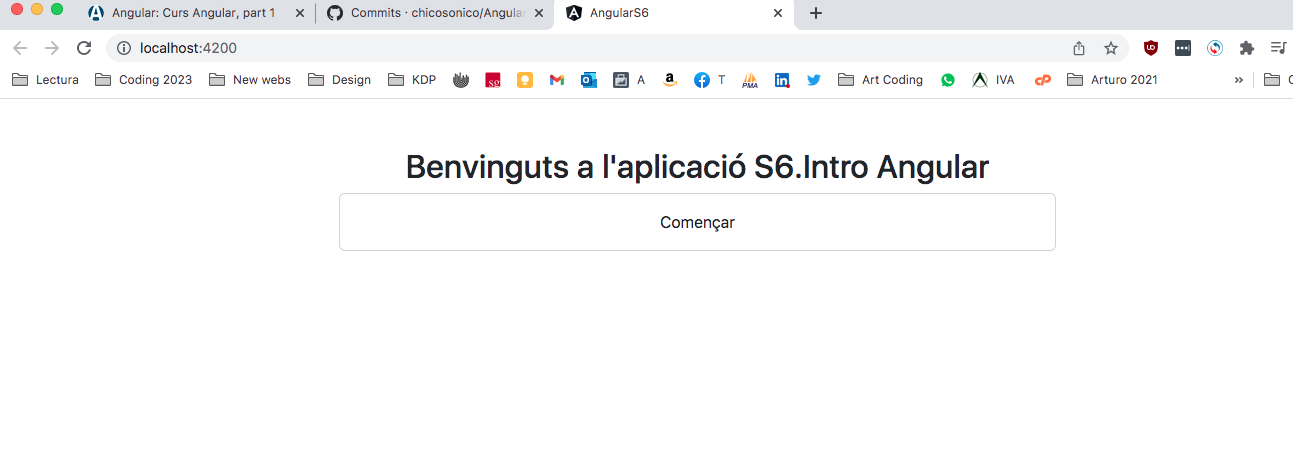 Angular: Curs Angular, part 1
Commits · chicosonico/Angular
AngularS6
localhost:4200
Lectura
Coding 2023
New webs
Design
KDP
sg
A
T
PMA
Art Coding
IVA
Arturo 2021
»
Benvinguts a l'aplicació S6.Intro Angular
Començar